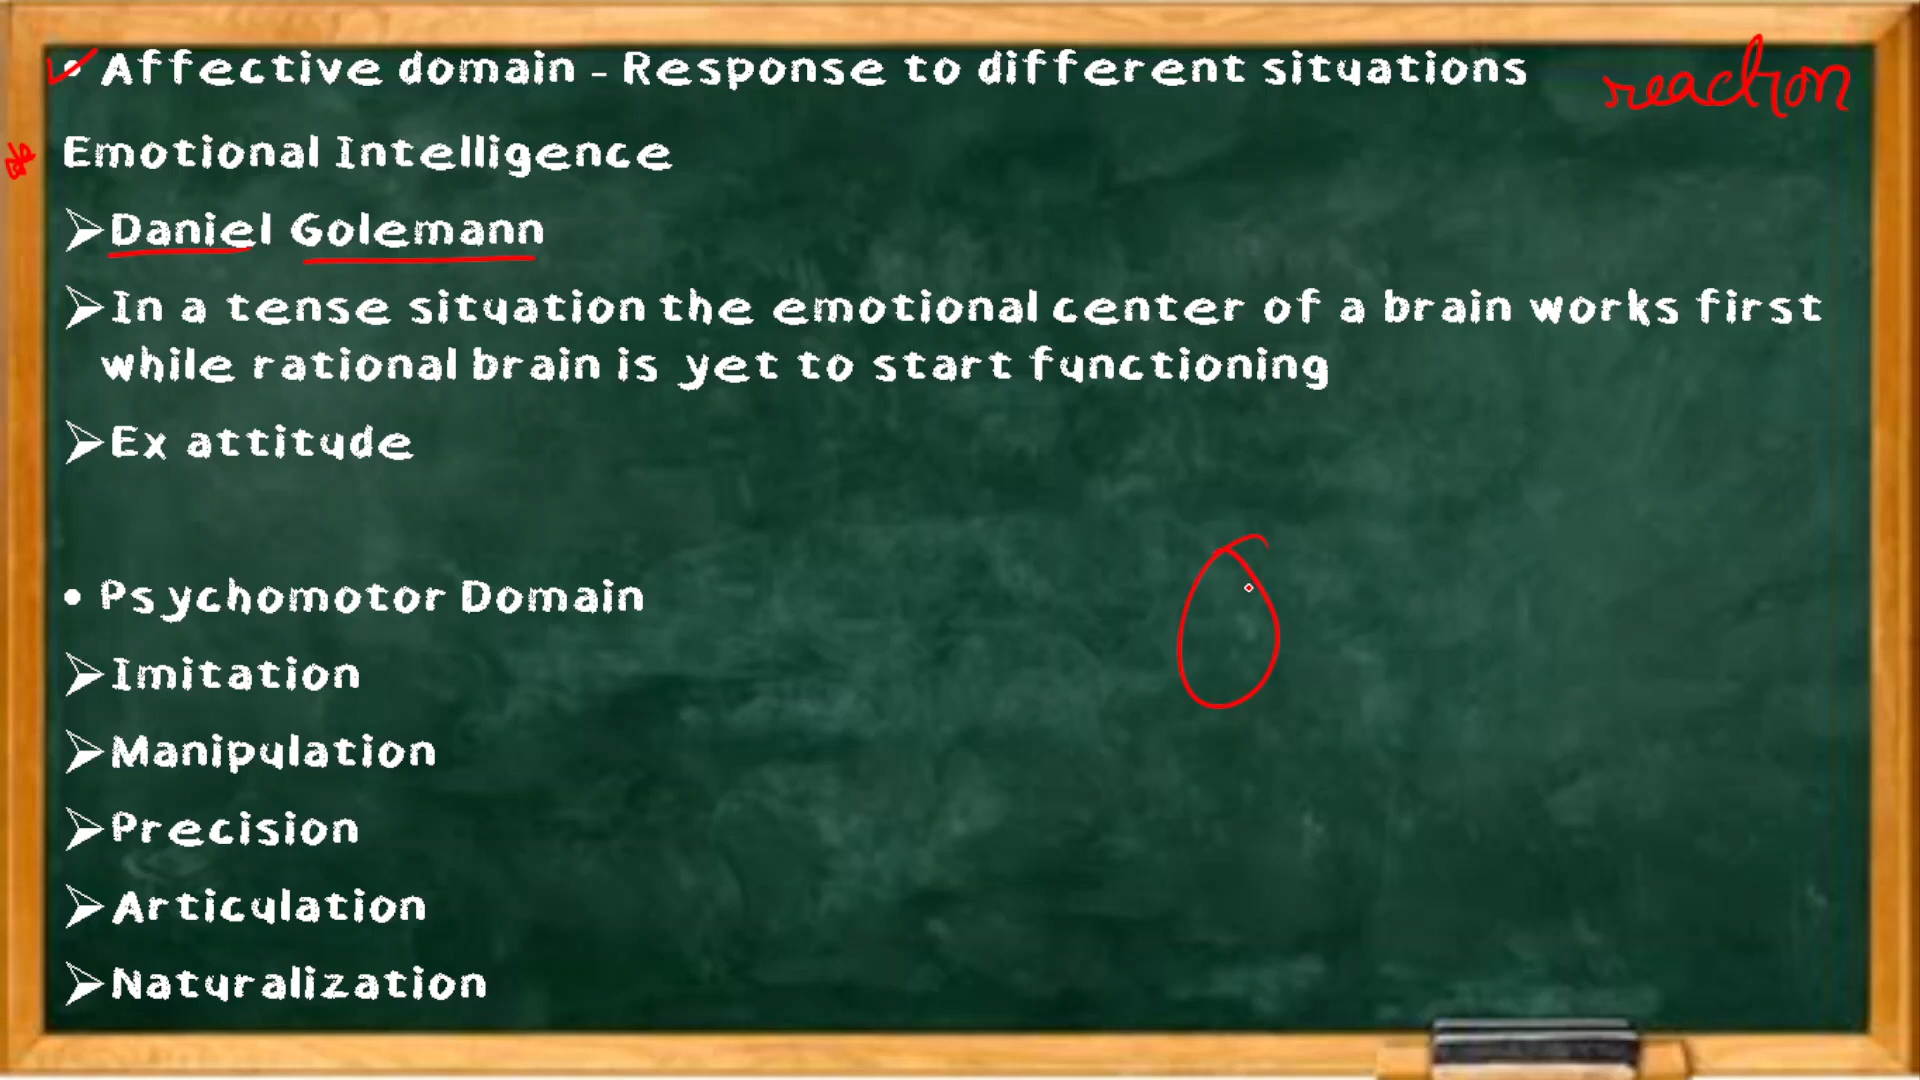 • Affective domain - Response to different situations reaction
Emotional Intelligence
➢Daniel Golemann
➢In a tense situation the emotional center of a brain works first
while rational brain is yet to start functioning
➢Ex attitude
• Psychomotor Domain
➢Imitation
➢Manipulation
➢Precision
➢Articulation
➢Naturalization